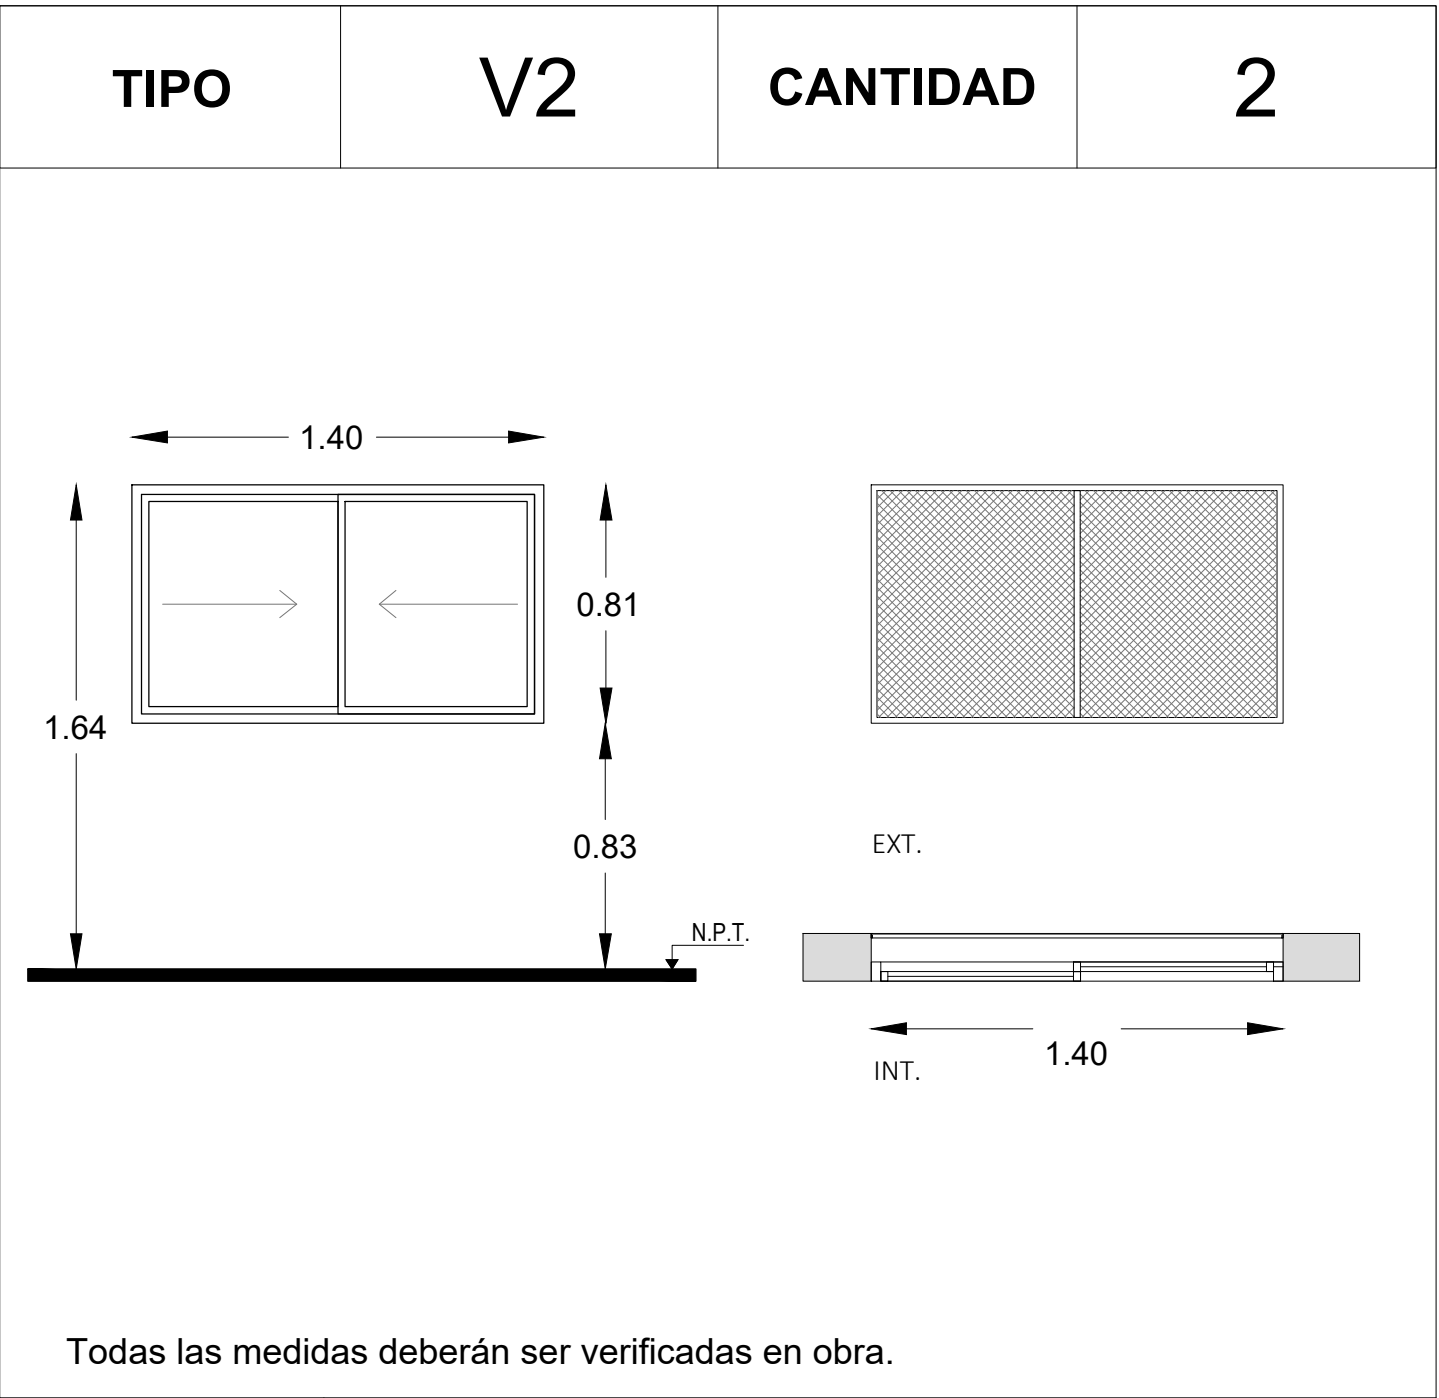 TIPO V2 CANTIDAD 2
1.40
0.81
1.64
0.83
N.P.T.
EXT.
1.40
INT.
Todas las medidas deberán ser verificadas en obra.